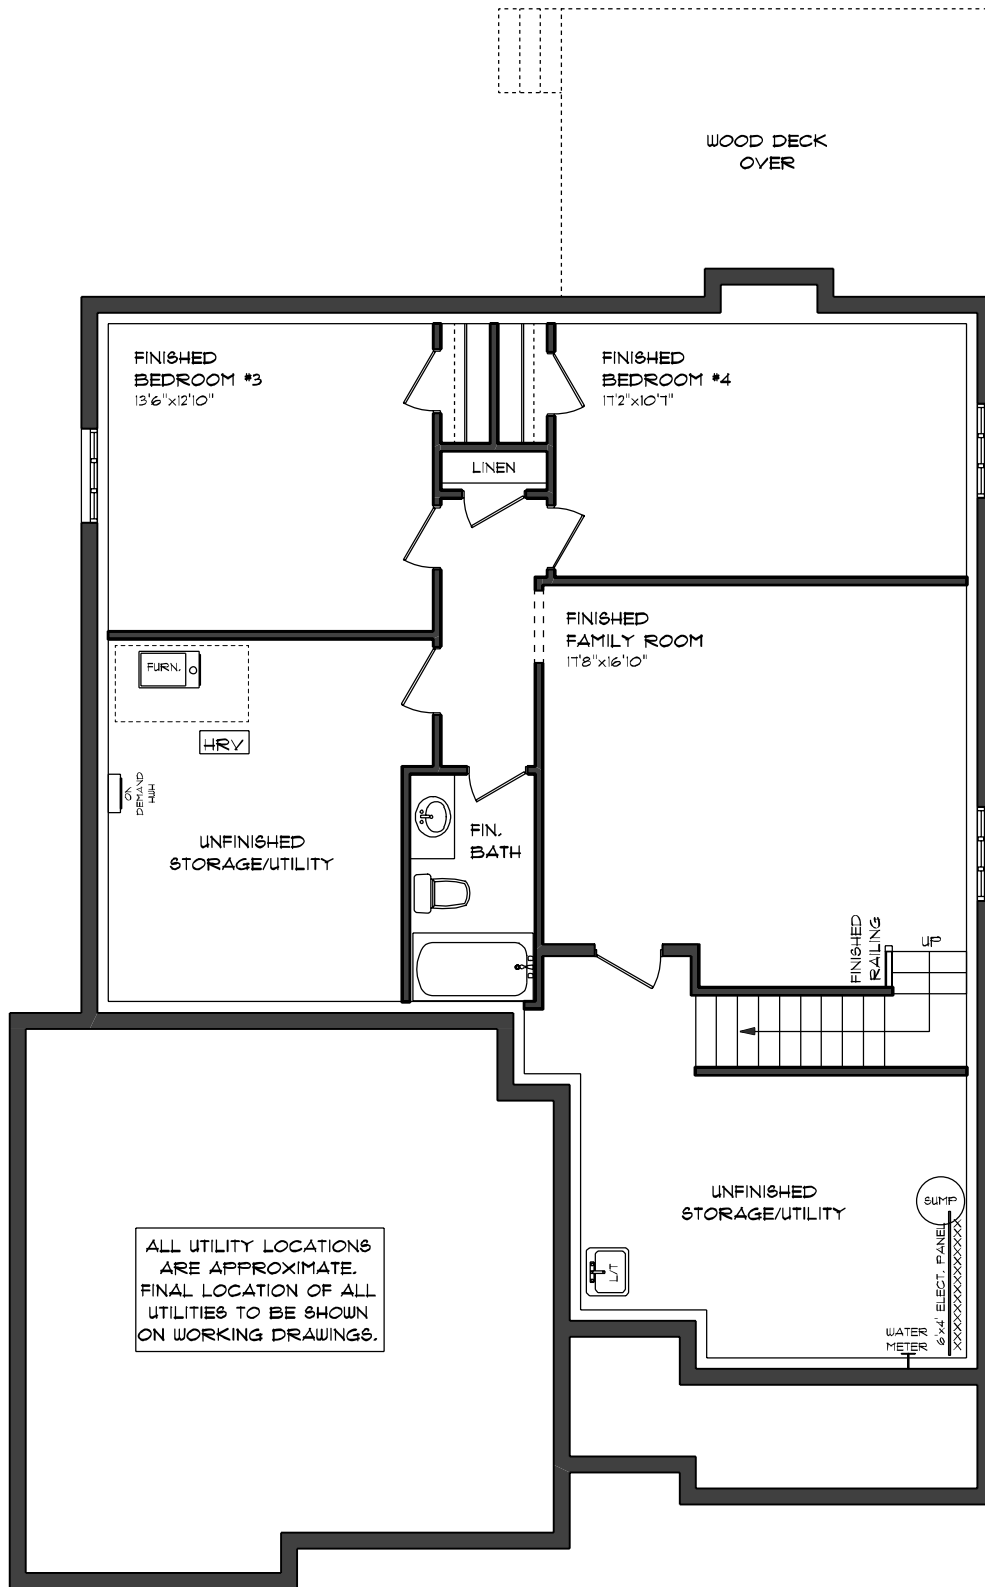 WOOD DECK
OVER
FINISHED
BEDROOM #3
13'6"x12'10"
FINISHED
BEDROOM #4
17'2"x10'7"
LINEN
FINISHED
FAMILY ROOM
17'8"x16'10"
FURN.
HRV
ON
DEMAND
HWH
UNFINISHED
STORAGE/UTILITY
FIN.
BATH
FINISHED
RAILING
UP
UNFINISHED
STORAGE/UTILITY
SUMP
6'x4' ELECT. PANEL
XXXXXXXXXXXXXXX
L/T
WATER
METER
ALL UTILITY LOCATIONS
ARE APPROXIMATE.
FINAL LOCATION OF ALL
UTILITIES TO BE SHOWN
ON WORKING DRAWINGS.